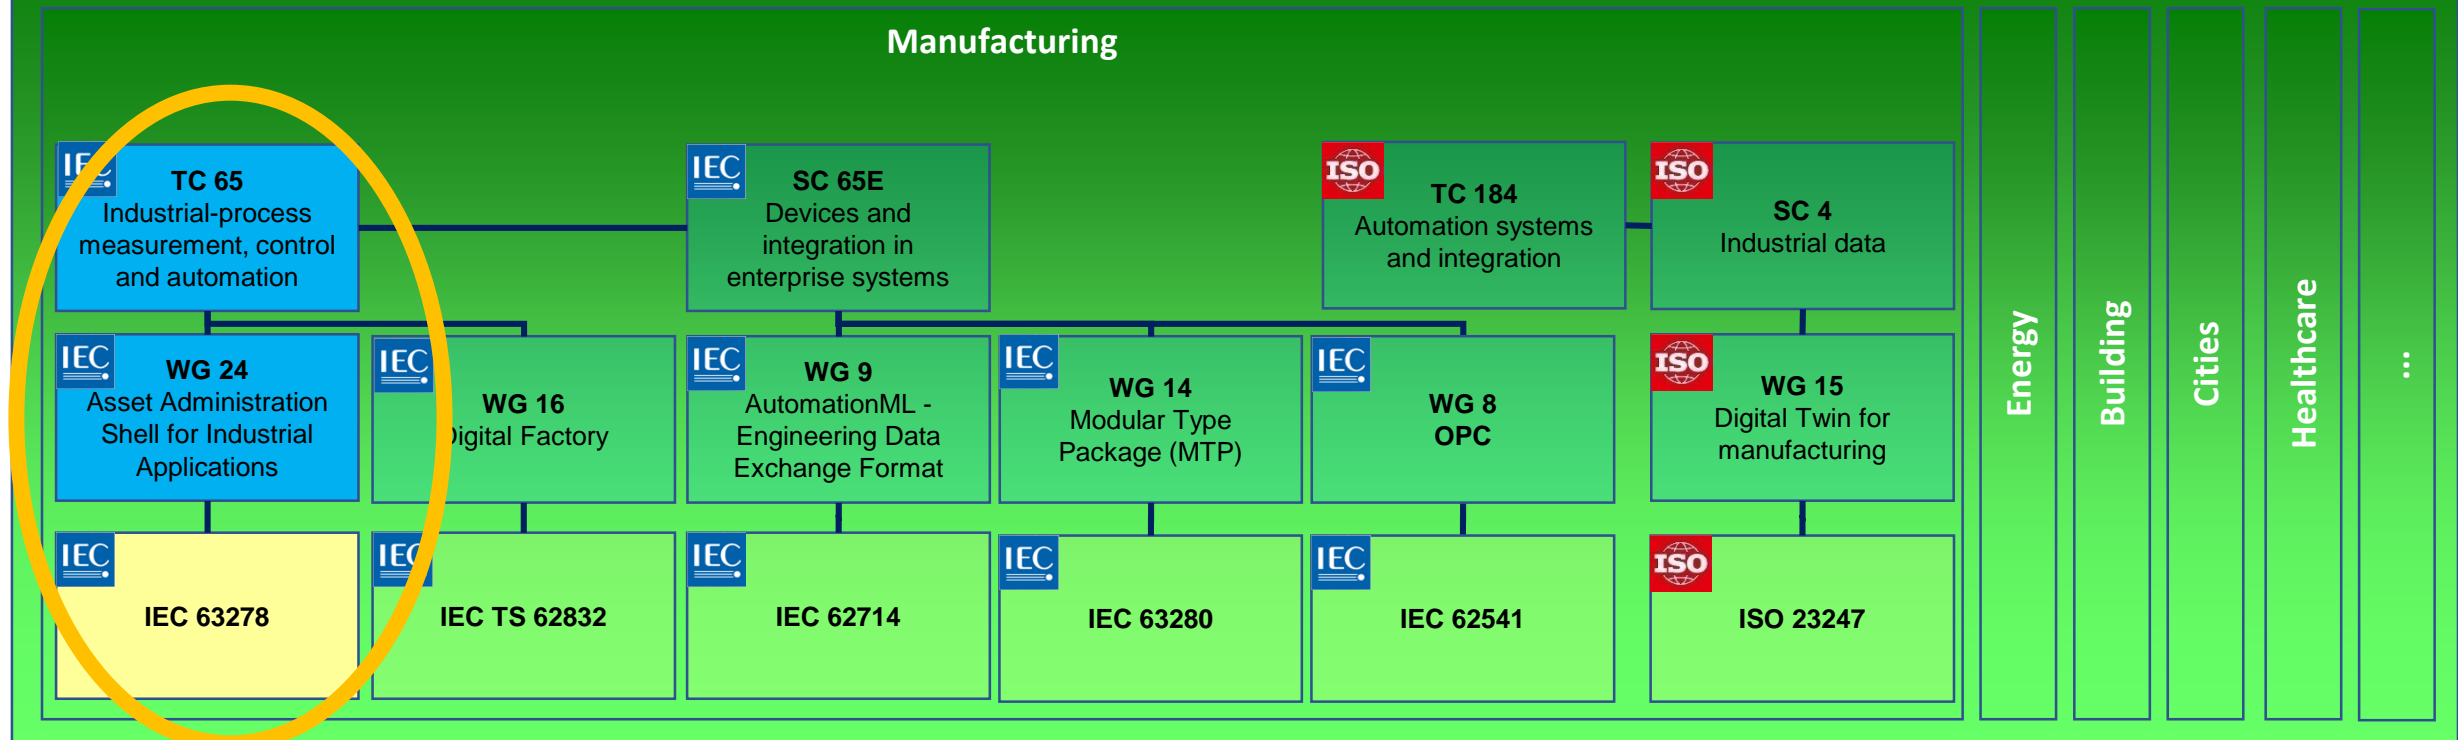 Manufacturing
IEC
TC 65
Industrial-process
measurement, control
and automation
IEC
SC 65E
Devices and
integration in
enterprise systems
ISO
TC 184
Automation systems
and integration
ISO
SC 4
Industrial data
IEC
WG 24
Asset Administration
Shell for Industrial
Applications
IEC
WG 16
Digital Factory
IEC
WG 9
AutomationML -
Engineering Data
Exchange Format
IEC
WG 14
Modular Type
Package (MTP)
IEC
WG 8
OPC
ISO
WG 15
Digital Twin for
manufacturing
IEC
IEC 63278
IEC
IEC TS 62832
IEC
IEC 62714
IEC
IEC 63280
IEC
IEC 62541
ISO
ISO 23247
Energy
Building
Cities
Healthcare
...